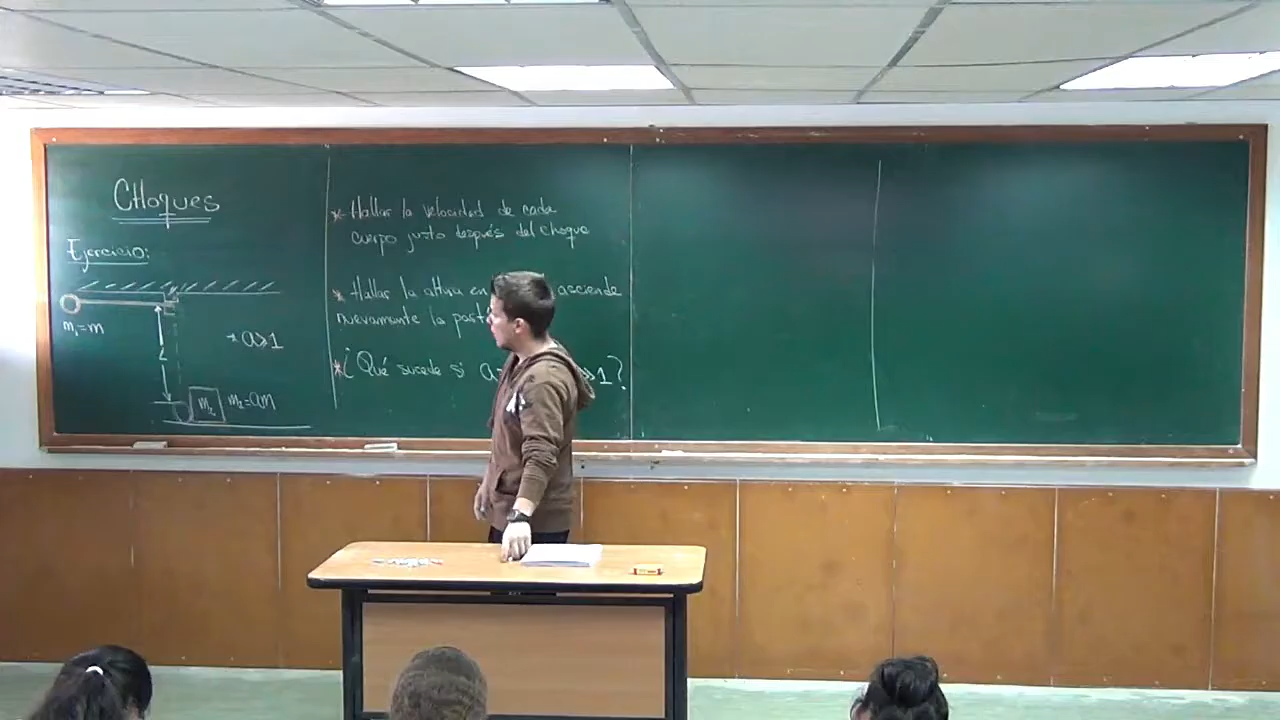 CHoques
Ejercicio:
m₁=m
L
* a≥1
m₂
m₂=am
* Hallar la velocidad de cada
cuerpo justo después del choque
* Hallar la altura en asciende
nuevamente la
* ¿Qué sucede si a= ≫1?